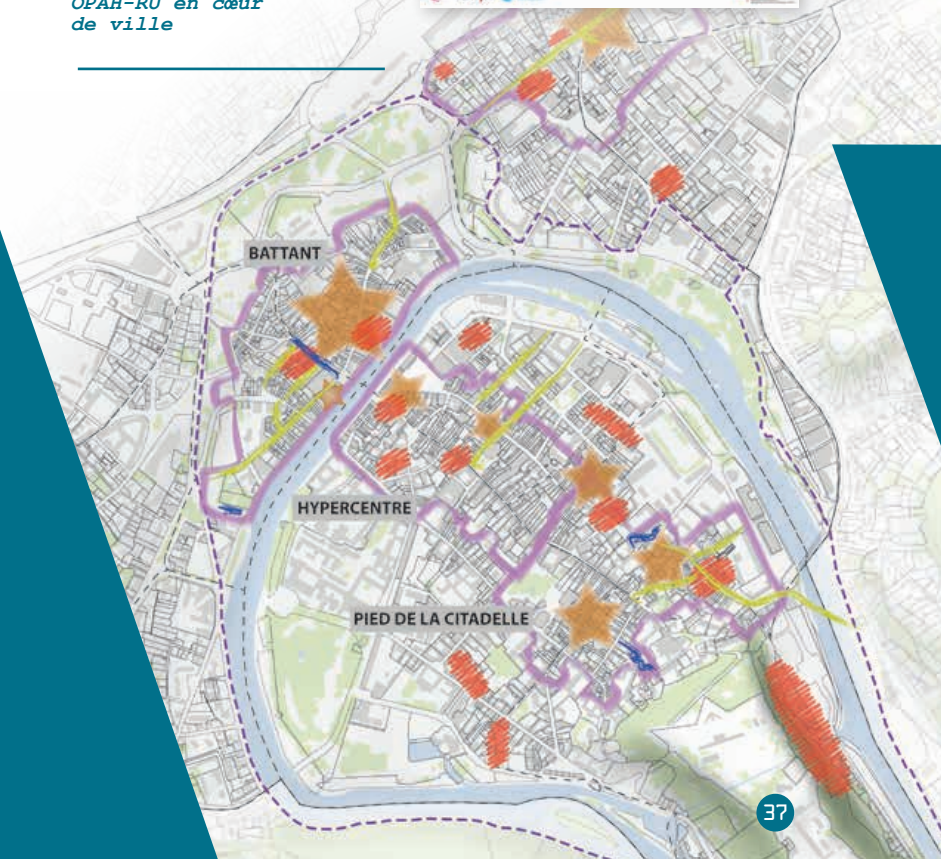 OPAH-RU en cœur
de ville
BATTANT
HYPERCENTRE
PIED DE LA CITADELLE
37